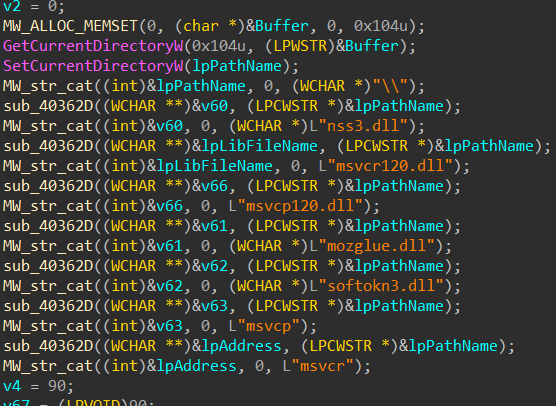 v2 = 0;
MW_ALLOC_MEMSET(0, (char *)&Buffer, 0, 0x104u);
GetCurrentDirectoryW(0x104u, (LPWSTR)&Buffer);
SetCurrentDirectoryW(lpPathName);
MW_str_cat((int)&lpPathName, 0, (WCHAR *)"\\");
sub_40362D((WCHAR **)&v60, (LPCWSTR *)&lpPathName);
MW_str_cat((int)&v60, 0, (WCHAR *)L"nss3.dll");
sub_40362D((WCHAR **)&lpLibFileName, (LPCWSTR *)&lpPathName);
MW_str_cat((int)&lpLibFileName, 0, L"msvcr120.dll");
sub_40362D((WCHAR **)&v66, (LPCWSTR *)&lpPathName);
MW_str_cat((int)&v66, 0, L"msvcp120.dll");
sub_40362D((WCHAR **)&v61, (LPCWSTR *)&lpPathName);
MW_str_cat((int)&v61, 0, (WCHAR *)L"mozglue.dll");
sub_40362D((WCHAR **)&v62, (LPCWSTR *)&lpPathName);
MW_str_cat((int)&v62, 0, (WCHAR *)L"softokn3.dll");
sub_40362D((WCHAR **)&v63, (LPCWSTR *)&lpPathName);
MW_str_cat((int)&v63, 0, L"msvcp");
sub_40362D((WCHAR **)&lpAddress, (LPCWSTR *)&lpPathName);
MW_str_cat((int)&lpAddress, 0, L"msvcr");
v4 = 90;
v67 = (LPVOID)90;